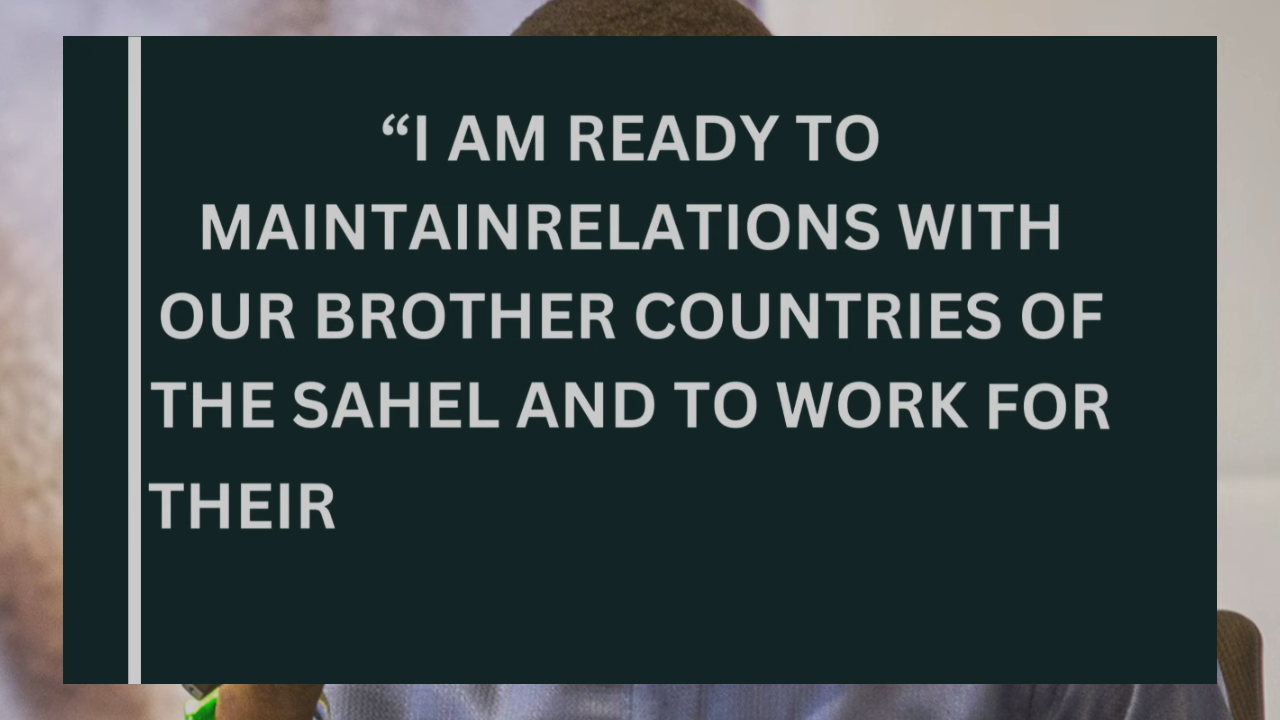 “I AM READY TO
MAINTAINRELATIONS WITH
OUR BROTHER COUNTRIES OF
THE SAHEL AND TO WORK FOR
THEIR